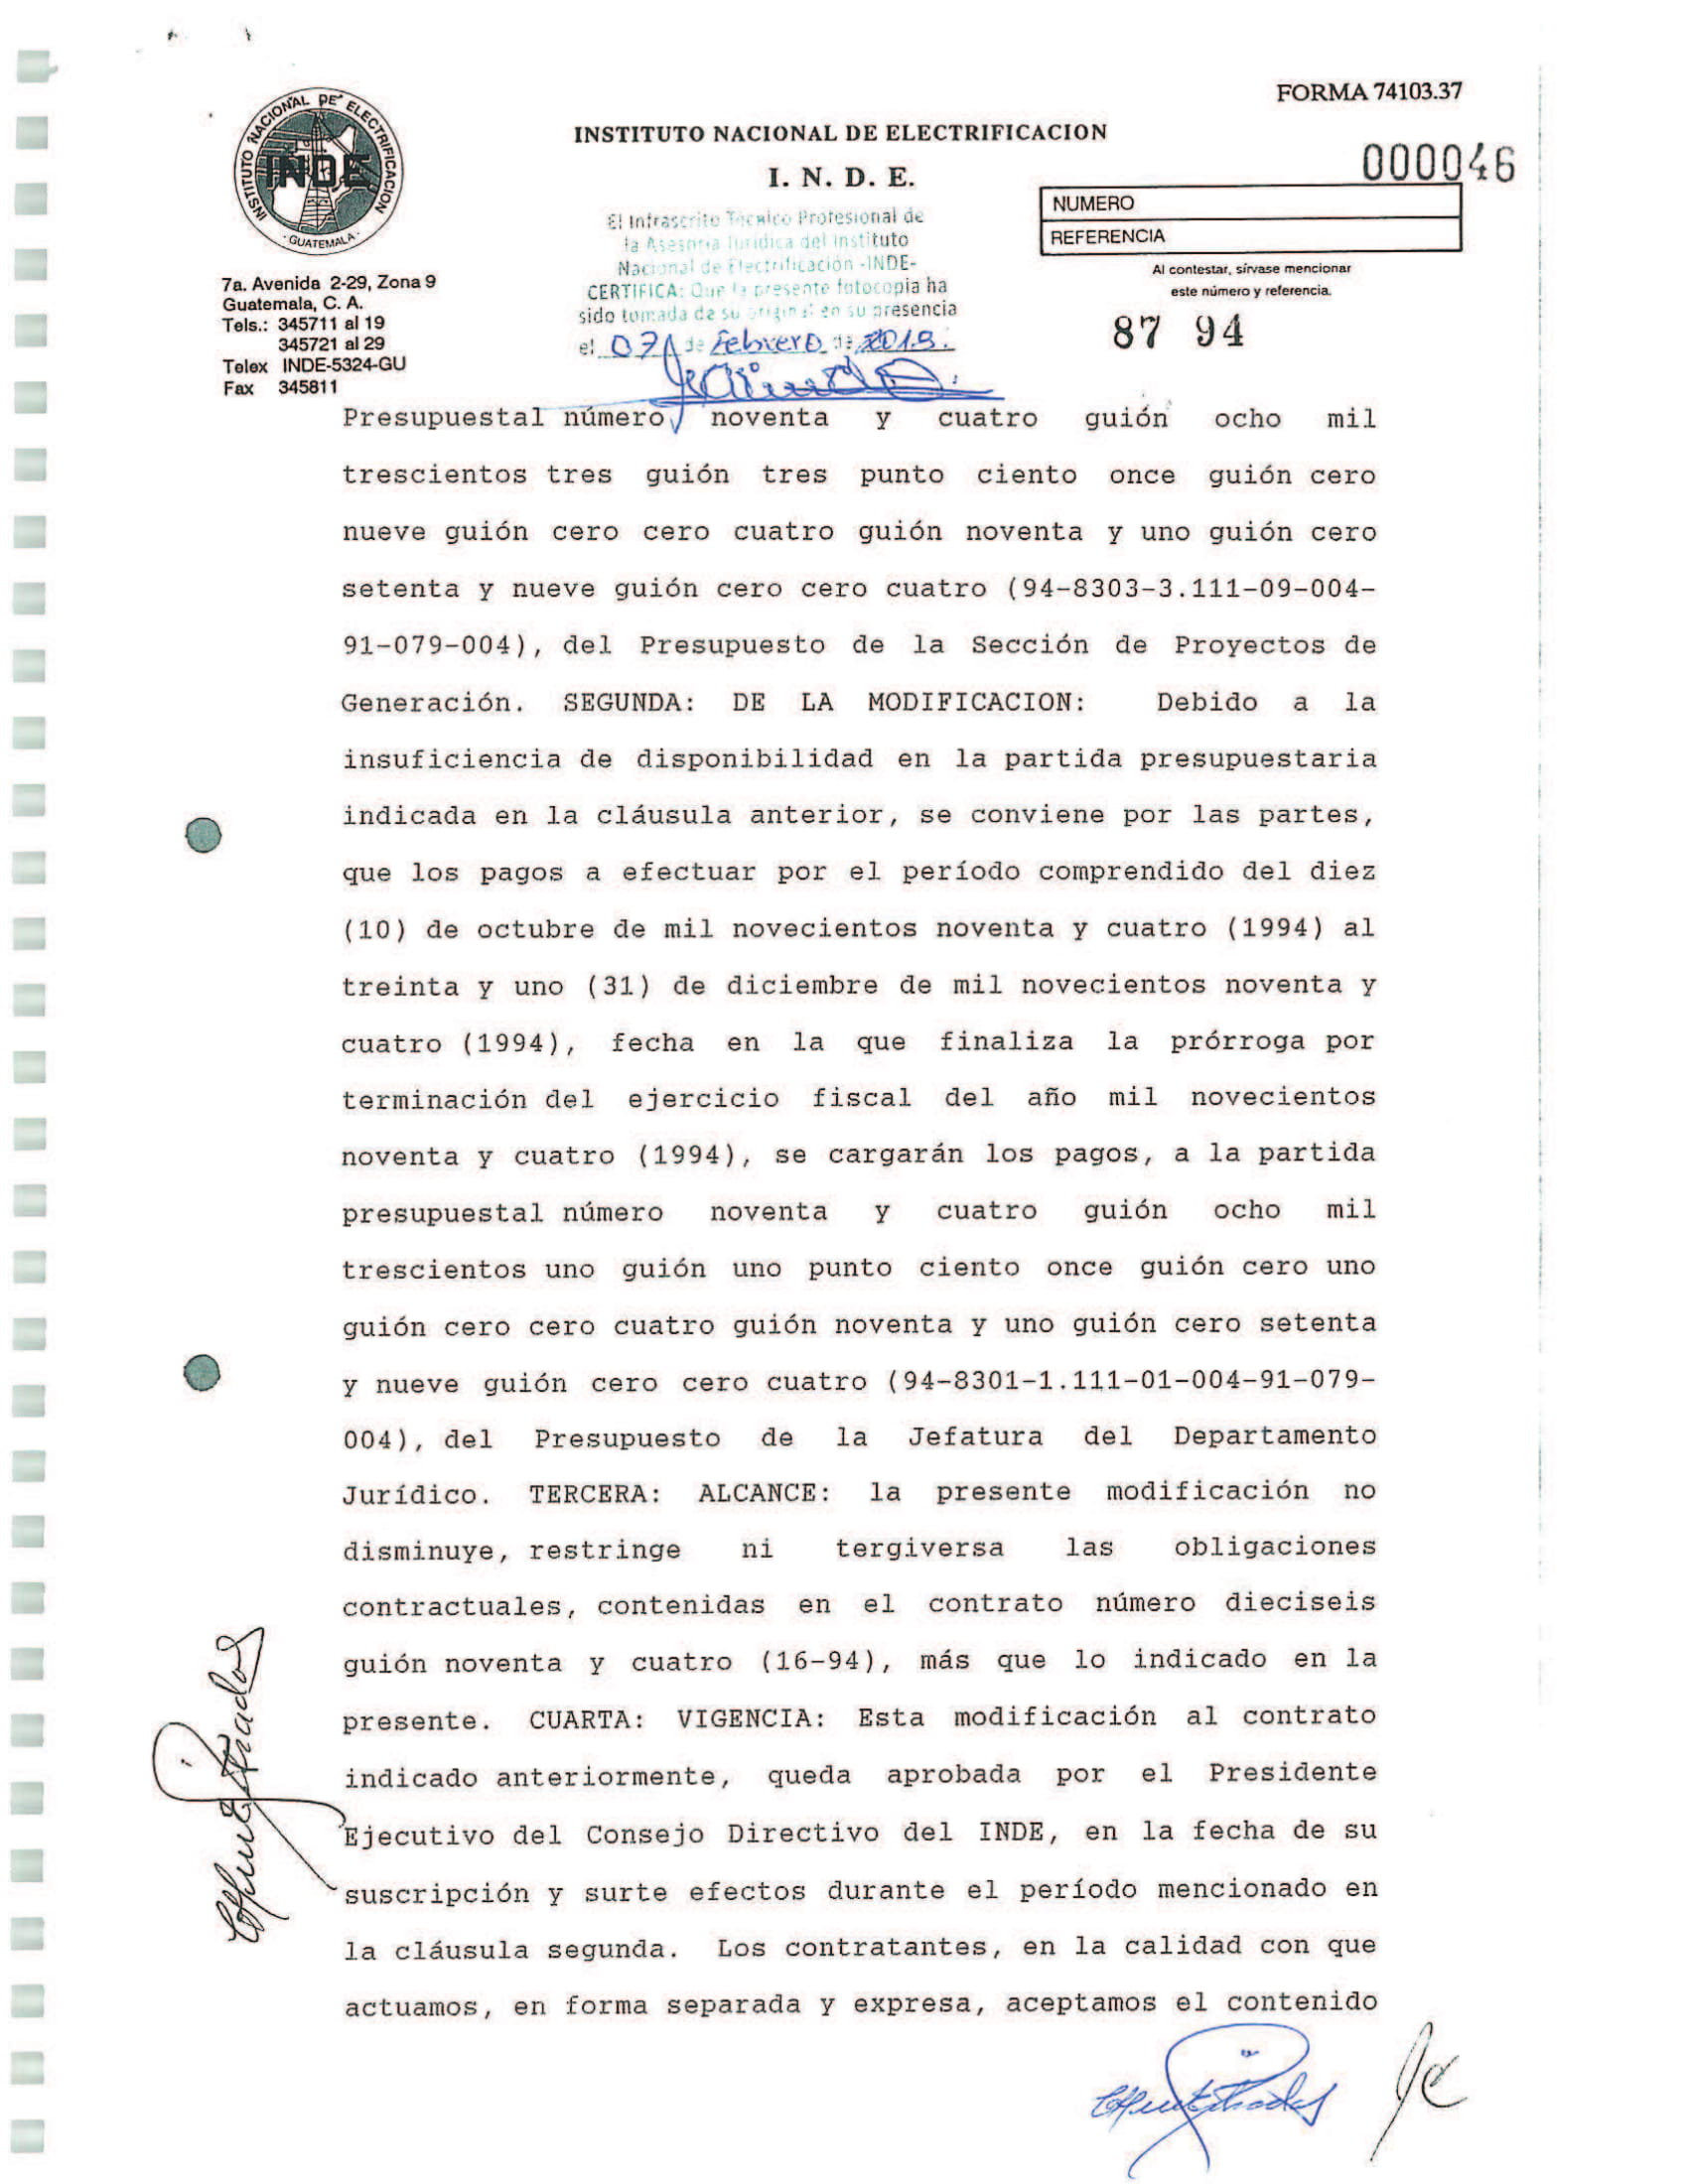 FORMA 74103.37
INSTITUTO NACIONAL DE ELECTRIFICACION
GUATEMALA
INDE
INSTITUTO NACIONAL DE ELECTRIFICACION
I. N. D. E.
000046
NUMERO
REFERENCIA
Al contestar, sírvase mencionar
este número y referencia.
87 94
7a. Avenida 2-29, Zona 9
Guatemala, C. A.
Tels.: 345711 al 19
345721 al 29
Telex INDE-5324-GU
Fax 345811
El Infrascrito Técnico Profesional de
la Asesoría Jurídica del Instituto
Nacional de Electrificación -INDE-
CERTIFICA: Que la presente fotocopia ha
sido tomada de su original en su presencia
el 07 de Febrero de 2019.
Presupuestal número noventa y cuatro guión ocho mil
trescientos tres guión tres punto ciento once guión cero
nueve guión cero cero cuatro guión noventa y uno guión cero
setenta y nueve guión cero cero cuatro (94-8303-3.111-09-004-
91-079-004), del Presupuesto de la Sección de Proyectos de
Generación. SEGUNDA: DE LA MODIFICACION: Debido a la
insuficiencia de disponibilidad en la partida presupuestaria
indicada en la cláusula anterior, se conviene por las partes,
que los pagos a efectuar por el período comprendido del diez
(10) de octubre de mil novecientos noventa y cuatro (1994) al
treinta y uno (31) de diciembre de mil novecientos noventa y
cuatro (1994), fecha en la que finaliza la prórroga por
terminación del ejercicio fiscal del año mil novecientos
noventa y cuatro (1994), se cargarán los pagos, a la partida
presupuestal número noventa y cuatro guión ocho mil
trescientos uno guión uno punto ciento once guión cero uno
guión cero cero cuatro guión noventa y uno guión cero setenta
y nueve guión cero cero cuatro (94-8301-1.111-01-004-91-079-
004), del Presupuesto de la Jefatura del Departamento
Jurídico. TERCERA: ALCANCE: la presente modificación no
disminuye, restringe ni tergiversa las obligaciones
contractuales, contenidas en el contrato número dieciseis
guión noventa y cuatro (16-94), más que lo indicado en la
presente. CUARTA: VIGENCIA: Esta modificación al contrato
indicado anteriormente, queda aprobada por el Presidente
Ejecutivo del Consejo Directivo del INDE, en la fecha de su
suscripción y surte efectos durante el período mencionado en
la cláusula segunda. Los contratantes, en la calidad con que
actuamos, en forma separada y expresa, aceptamos el contenido